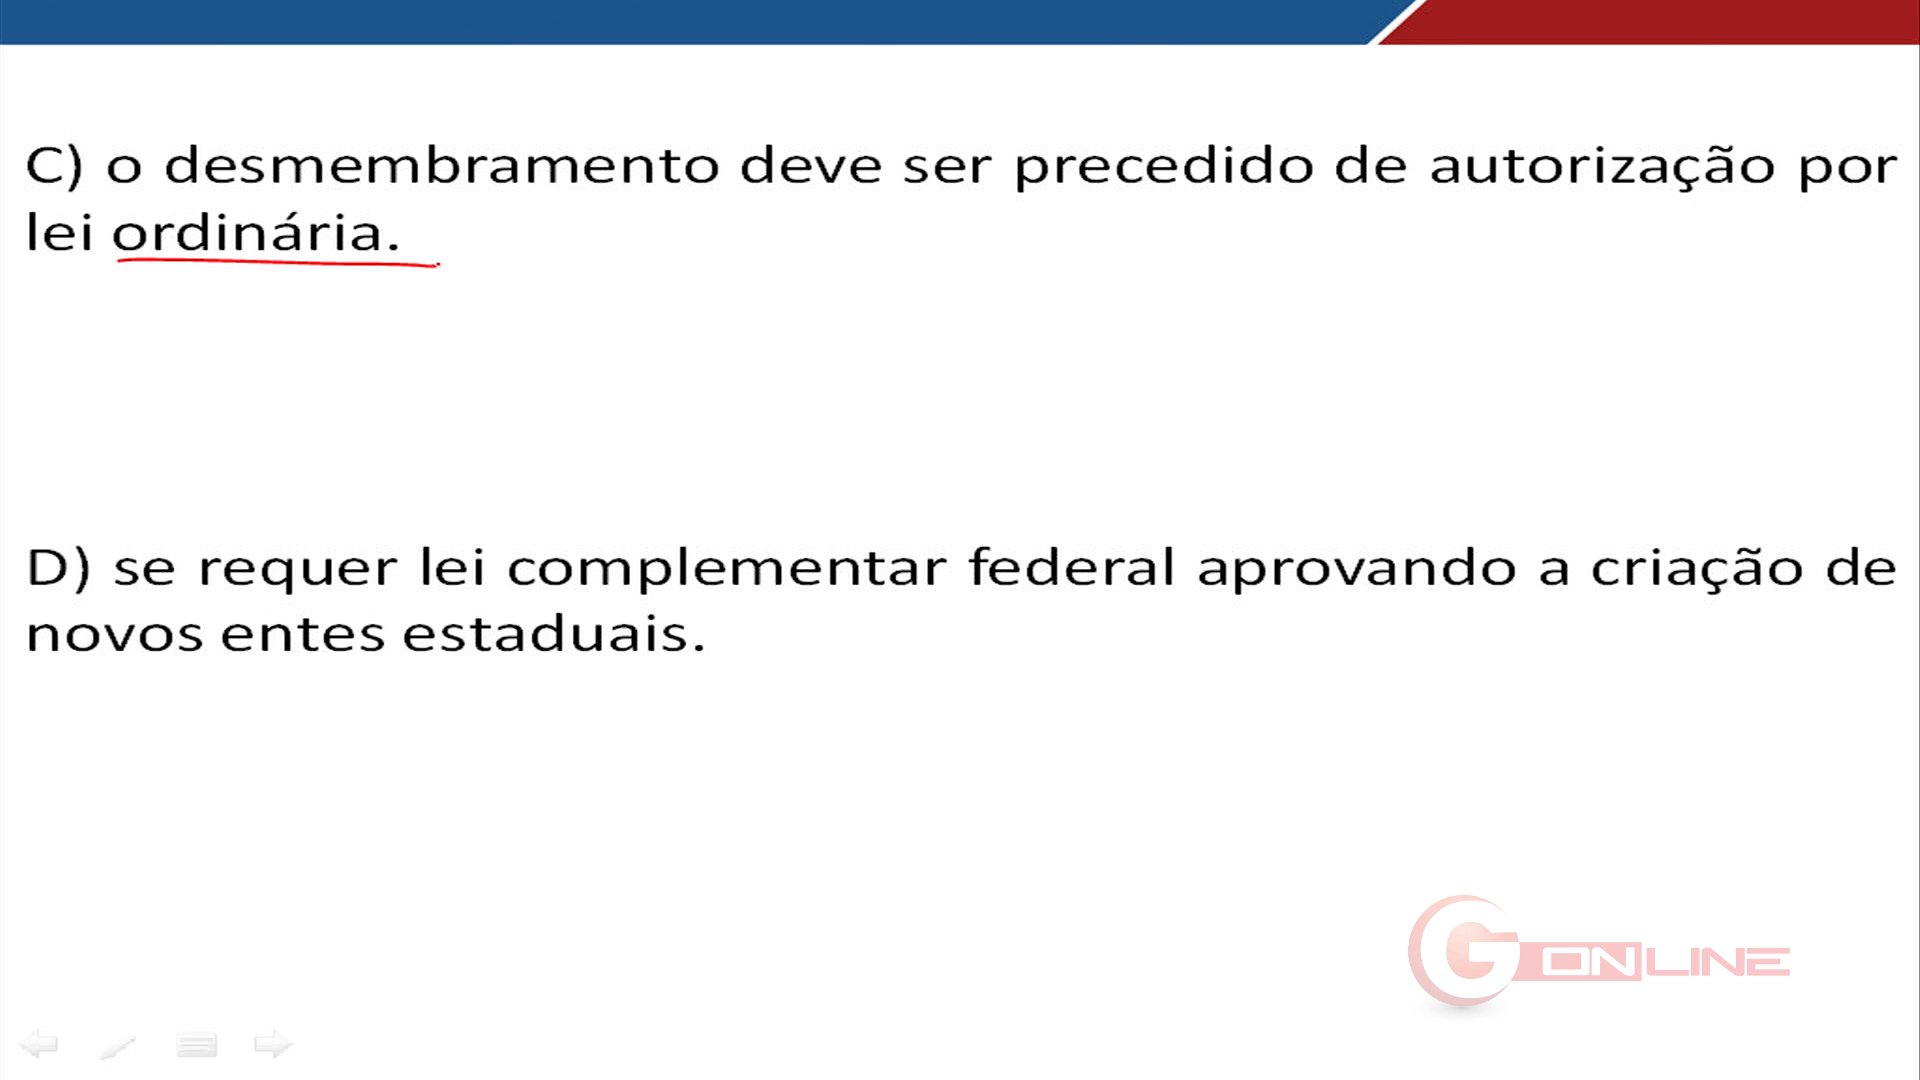 C) o desmembramento deve ser precedido de autorização por
lei ordinária.
D) se requer lei complementar federal aprovando a criação de
novos entes estaduais.
G ONLINE